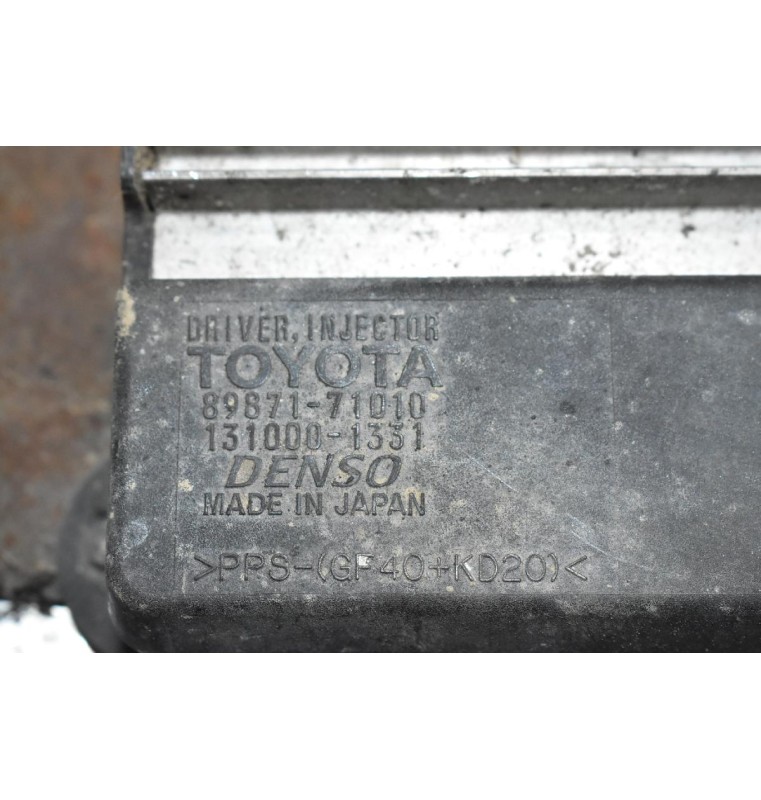 DRIVER, INJECTOR
TOYOTA
89871-71010
131000-1331
DENSO
MADE IN JAPAN
>PPS-(GF40+KD20)<